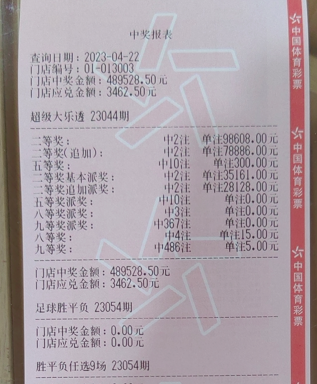 中奖报表
查询日期：2023-04-22
门店编号：01-013003
门店中奖金额：489528.50元
门店应兑金额：3462.50元
超级大乐透 23044期
二等奖： 中2注 单注98608.00元
二等奖(追加)： 中2注 单注78886.00元
五等奖： 中10注 单注300.00元
二等奖基本派奖： 中2注 单注35161.00元
二等奖追加派奖： 中2注 单注28128.00元
五等奖派奖： 中10注 单注0.00元
八等奖派奖： 中3注 单注0.00元
九等奖派奖： 中367注 单注0.00元
八等奖： 中4注 单注15.00元
九等奖： 中486注 单注5.00元
门店中奖金额：489528.50元
门店应兑金额：3462.50元
足球胜平负 23054期
门店中奖金额：0.00元
门店应兑金额：0.00元
胜平负任选9场 23054期
中国体育彩票
中国体育彩票
中国体育彩票